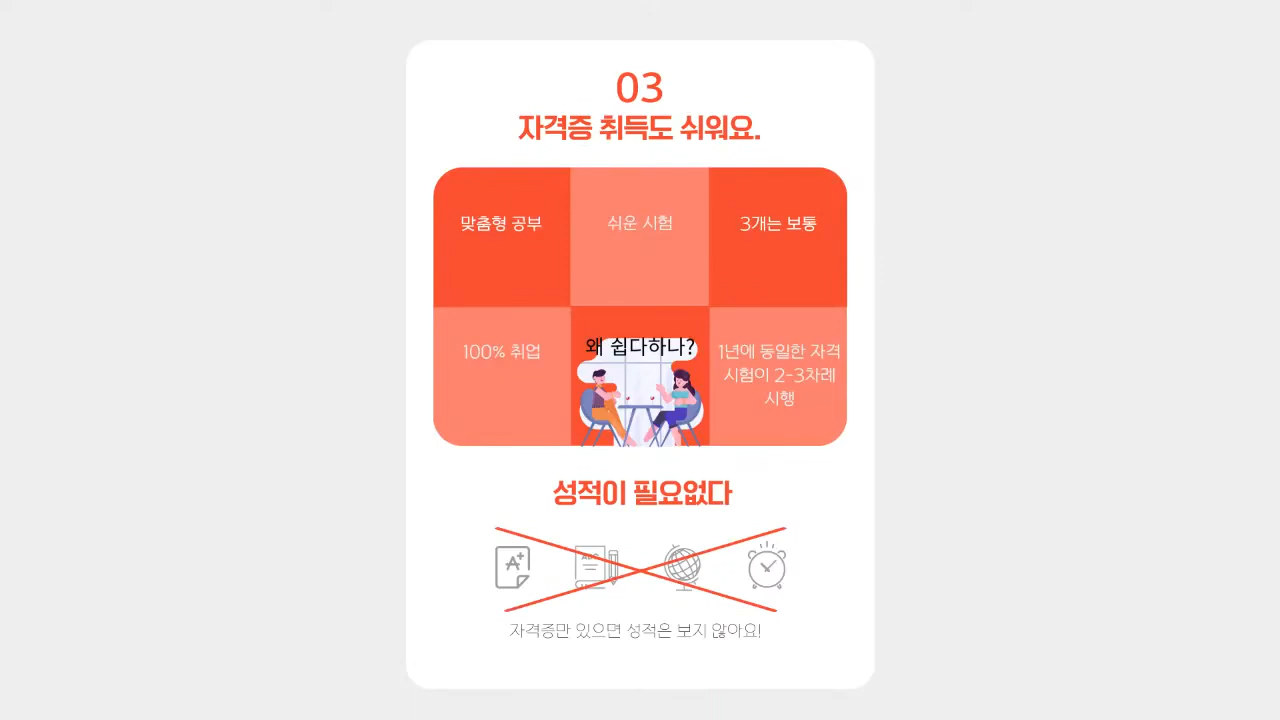 03
자격증 취득도 쉬워요.
맞춤형 공부
쉬운 시험
3개는 보통
100% 취업
왜 쉽다하나?
1년에 동일한 자격
시험이 2-3차례
시행
성적이 필요없다
A+
ABC
자격증만 있으면 성적은 보지 않아요!